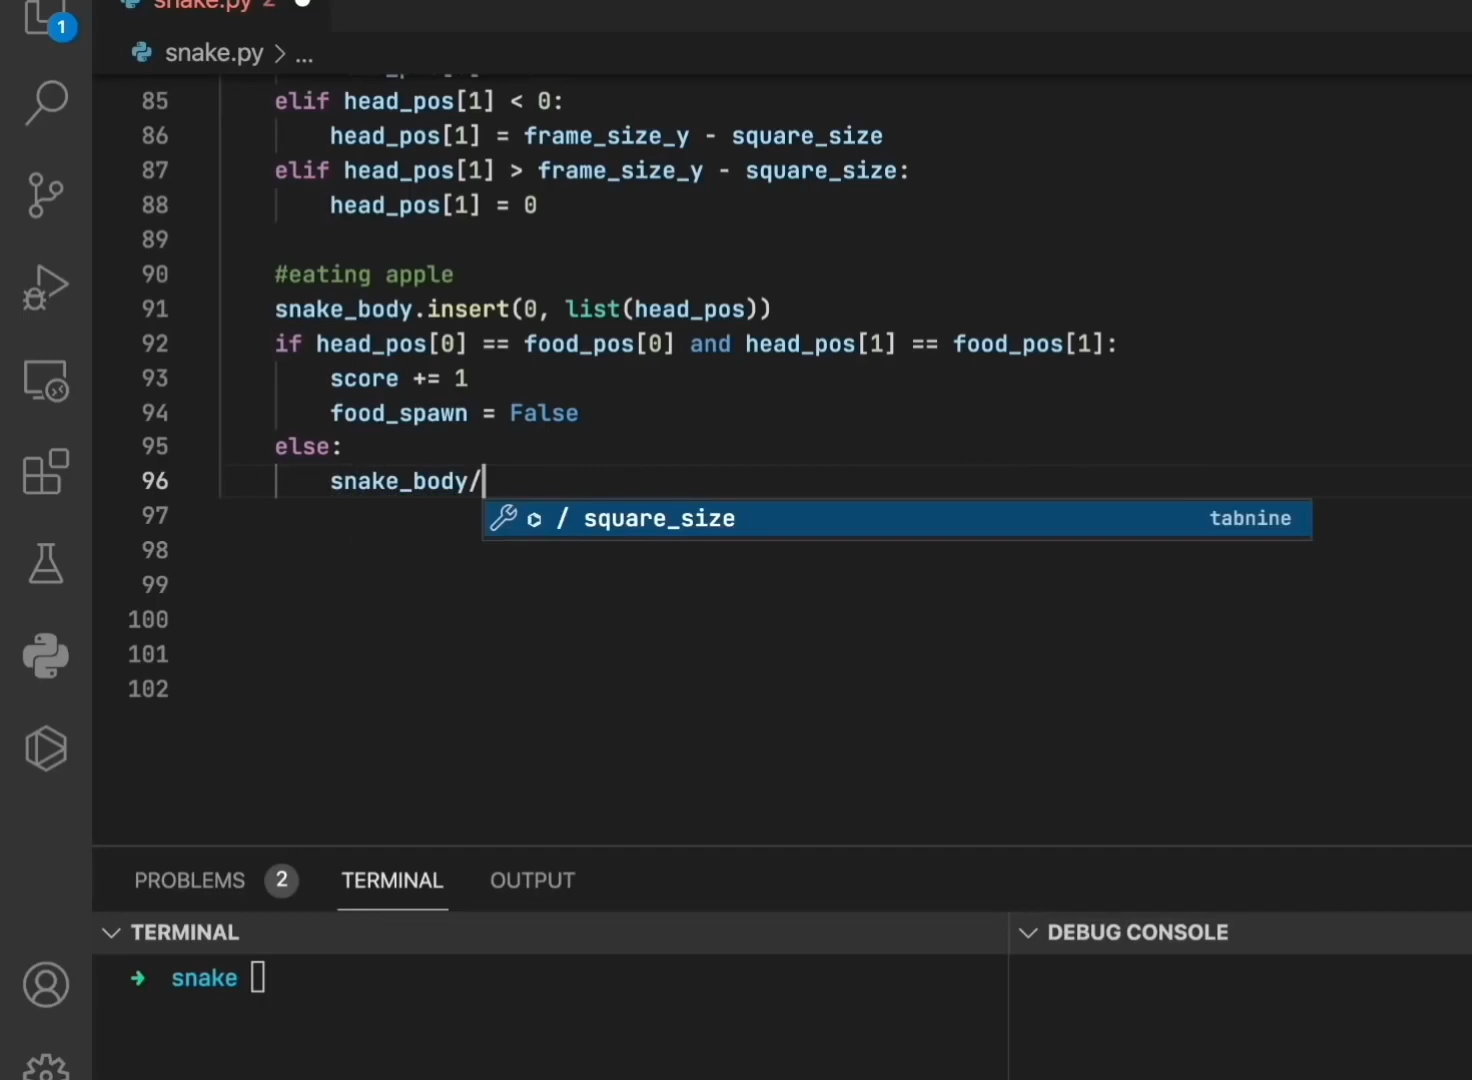 1
snake.py 2
snake.py > ...
85 elif head_pos[1] < 0:
86 head_pos[1] = frame_size_y - square_size
87 elif head_pos[1] > frame_size_y - square_size:
88 head_pos[1] = 0
89
90 #eating apple
91 snake_body.insert(0, list(head_pos))
92 if head_pos[0] == food_pos[0] and head_pos[1] == food_pos[1]:
93 score += 1
94 food_spawn = False
95 else:
96 snake_body/
/ square_size tabnine
97
98
99
100
101
102
PROBLEMS 2 TERMINAL OUTPUT
TERMINAL
DEBUG CONSOLE
snake